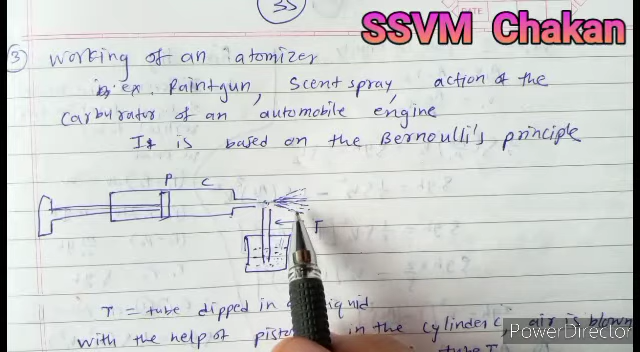 35
SSVM Chakan
3 Working of an atomizer
ex. Paintgun, Scent spray, action of the
Carburator of an automobile engine
It is based on the Bernoulli's principle
P C
T
T = tube dipped in liquid.
with the help of in the cylinder C, air is blown
tube T
PowerDirector